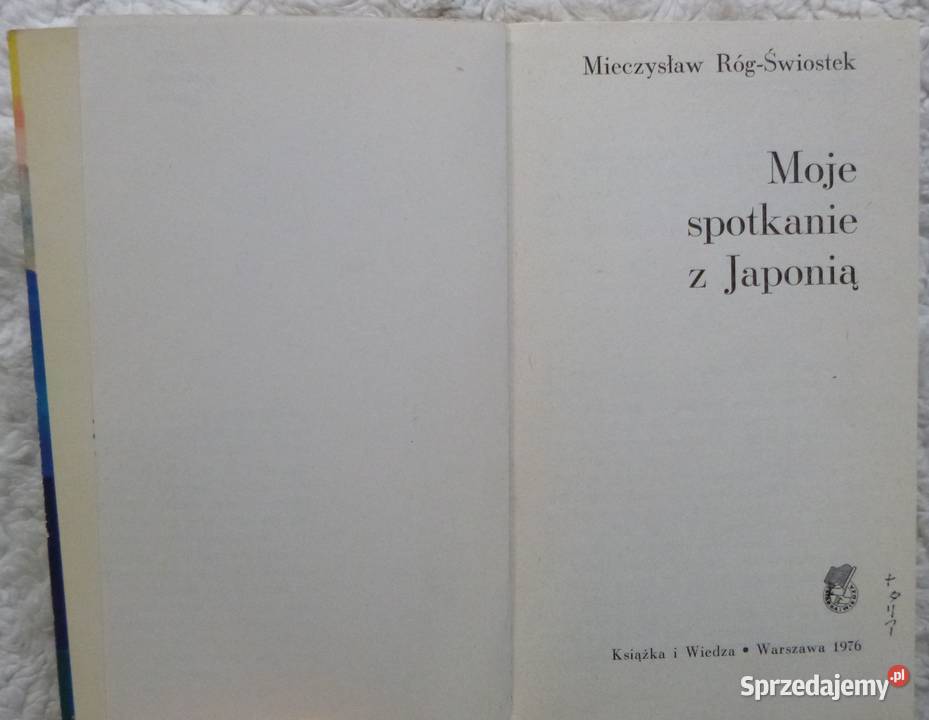 Mieczysław Róg-Świostek
Moje
spotkanie
z Japonią
Książka i Wiedza • Warszawa 1976
Sprzedajemy.pl